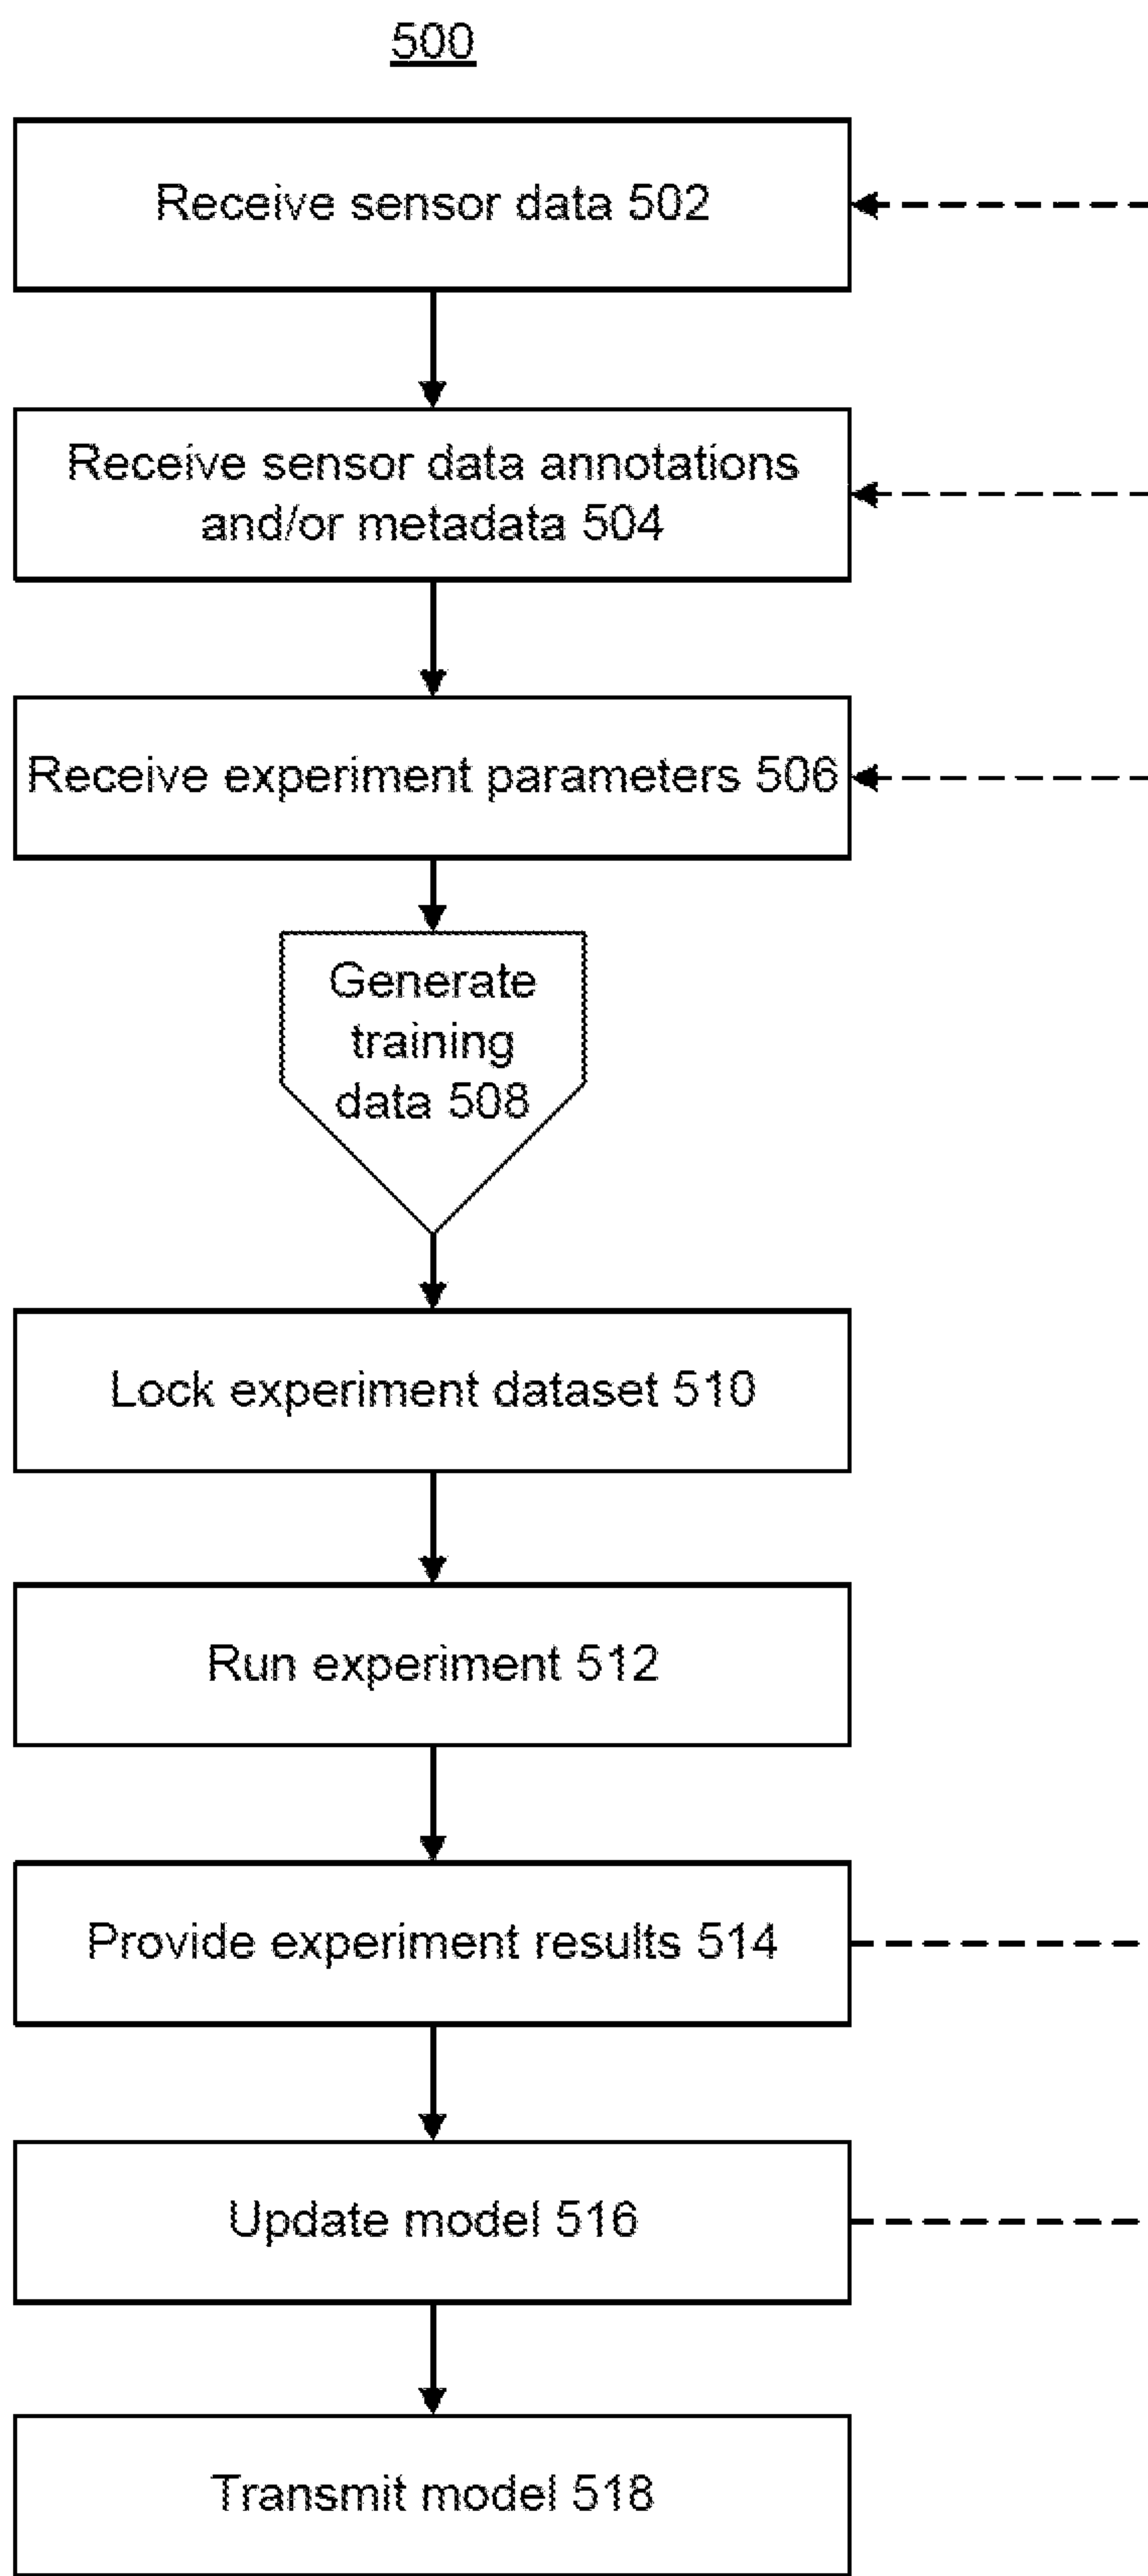 500
Receive sensor data 502
Receive sensor data annotations
and/or metadata 504
Receive experiment parameters 506
Generate
training
data 508
Lock experiment dataset 510
Run experiment 512
Provide experiment results 514
Update model 516
Transmit model 518